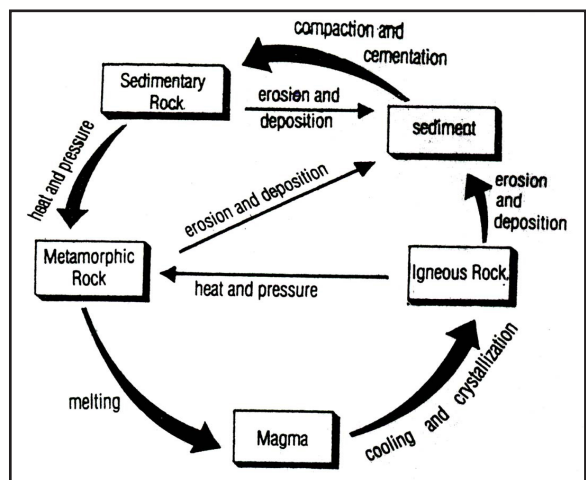 compaction and
cementation
Sedimentary
Rock.
erosion and
deposition
sediment
heat and pressure
erosion and deposition
erosion
and
deposition
Metamorphic
Rock
Igneous Rock.
heat and pressure
melting
cooling and crystallization
Magma